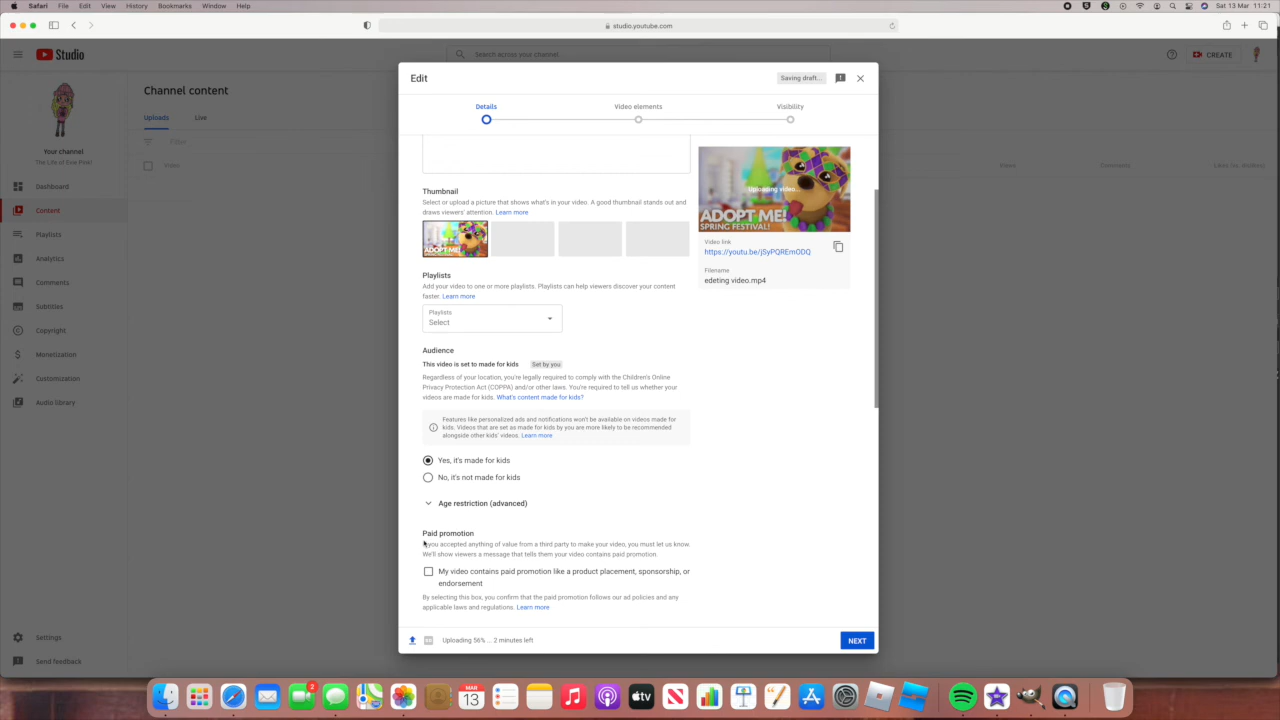 Safari File Edit View History Bookmarks Window Help
Sat 13 Mar 11:21
studio.youtube.com
Studio
Search across your channel
CREATE
Edit
Saving draft...
Details
Video elements
Visibility
Channel content
Uploads
Live
Filter
Video
Views
Comments
Your channel
The Life of Evie Pink!
Dashboard
Content
Playlists
Analytics
Comments
Subtitles
Copyright
Monetization
Customization
Audio library
Settings
Send feedback
Thumbnail
Select or upload a picture that shows what's in your video. A good thumbnail stands out and
draws viewers' attention. Learn more
ADOPT ME!
Playlists
Add your video to one or more playlists. Playlists can help viewers discover your content
faster. Learn more
Playlists
Select
Audience
This video is set to made for kids
Set by you
Regardless of your location, you're legally required to comply with the Children's Online
Privacy Protection Act (COPPA) and/or other laws. You're required to tell us whether your
videos are made for kids. What's content made for kids?
Features like personalized ads and notifications won't be available on videos made for
kids. Videos that are set as made for kids by you are more likely to be recommended
alongside other kids' videos. Learn more
Yes, it's made for kids
No, it's not made for kids
Age restriction (advanced)
Paid promotion
If you accepted anything of value from a third party to make your video, you must let us know.
We'll show viewers a message that tells them your video contains paid promotion.
My video contains paid promotion like a product placement, sponsorship, or
endorsement
By selecting this box, you confirm that the paid promotion follows our ad policies and any
applicable laws and regulations. Learn more
Uploading video...
ADOPT ME!
SPRING FESTIVAL!
Video link
https://youtu.be/jSyPQREmODQ
Filename
edeting video.mp4
Uploading 56% ... 2 minutes left
NEXT
2
MAR
13
tv